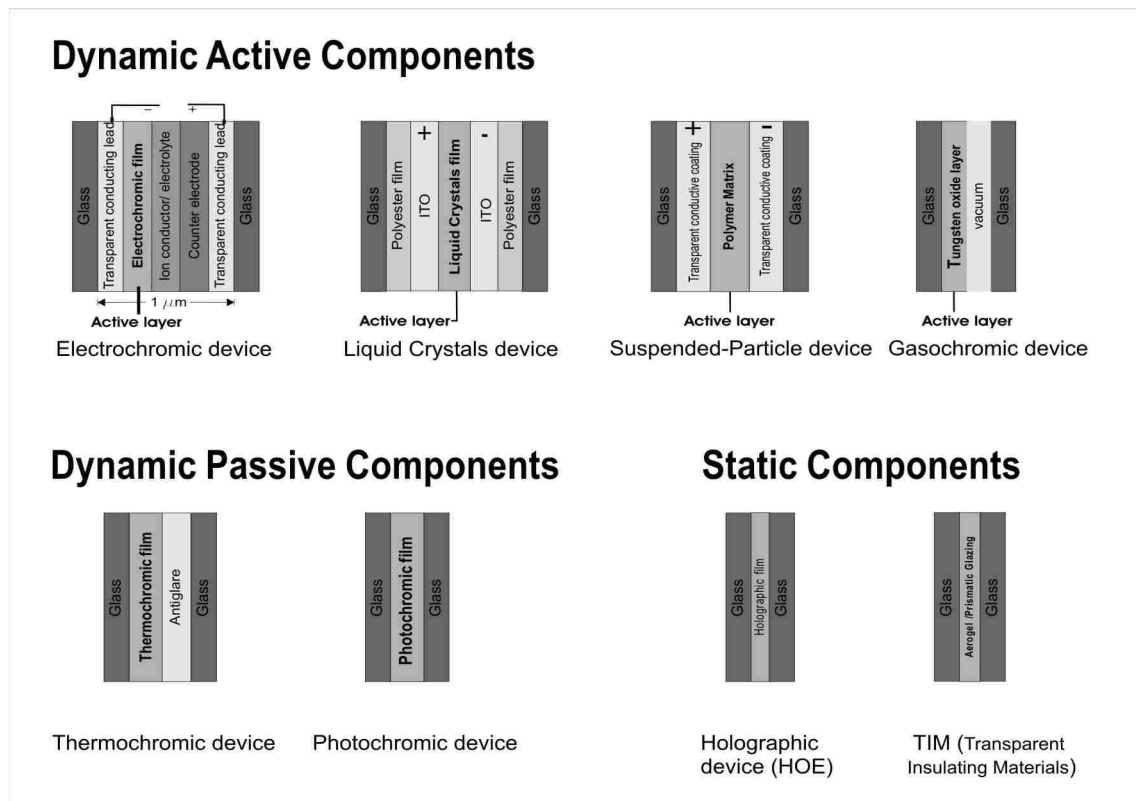 Dynamic Active Components
− +
Glass
Transparent conducting lead
Electrochromic film
Ion conductor/ electrolyte
Counter electrode
Transparent conducting lead
Glass
1 μm
Active layer
Electrochromic device
Glass
Polyester film
ITO +
Liquid Crystals film
ITO -
Polyester film
Glass
Active layer
Liquid Crystals device
Glass
Transparent conductive coating +
Polymer Matrix
Transparent conductive coating -
Glass
Active layer
Suspended-Particle device
Glass
Tungsten oxide layer
vacuum
Glass
Active layer
Gasochromic device
Dynamic Passive Components
Glass
Thermochromic film
Antiglare
Glass
Thermochromic device
Glass
Photochromic film
Glass
Photochromic device
Static Components
Glass
Holographic film
Glass
Holographic
device (HOE)
Glass
Aerogel /Prismatic Glazing
Glass
TIM (Transparent
Insulating Materials)